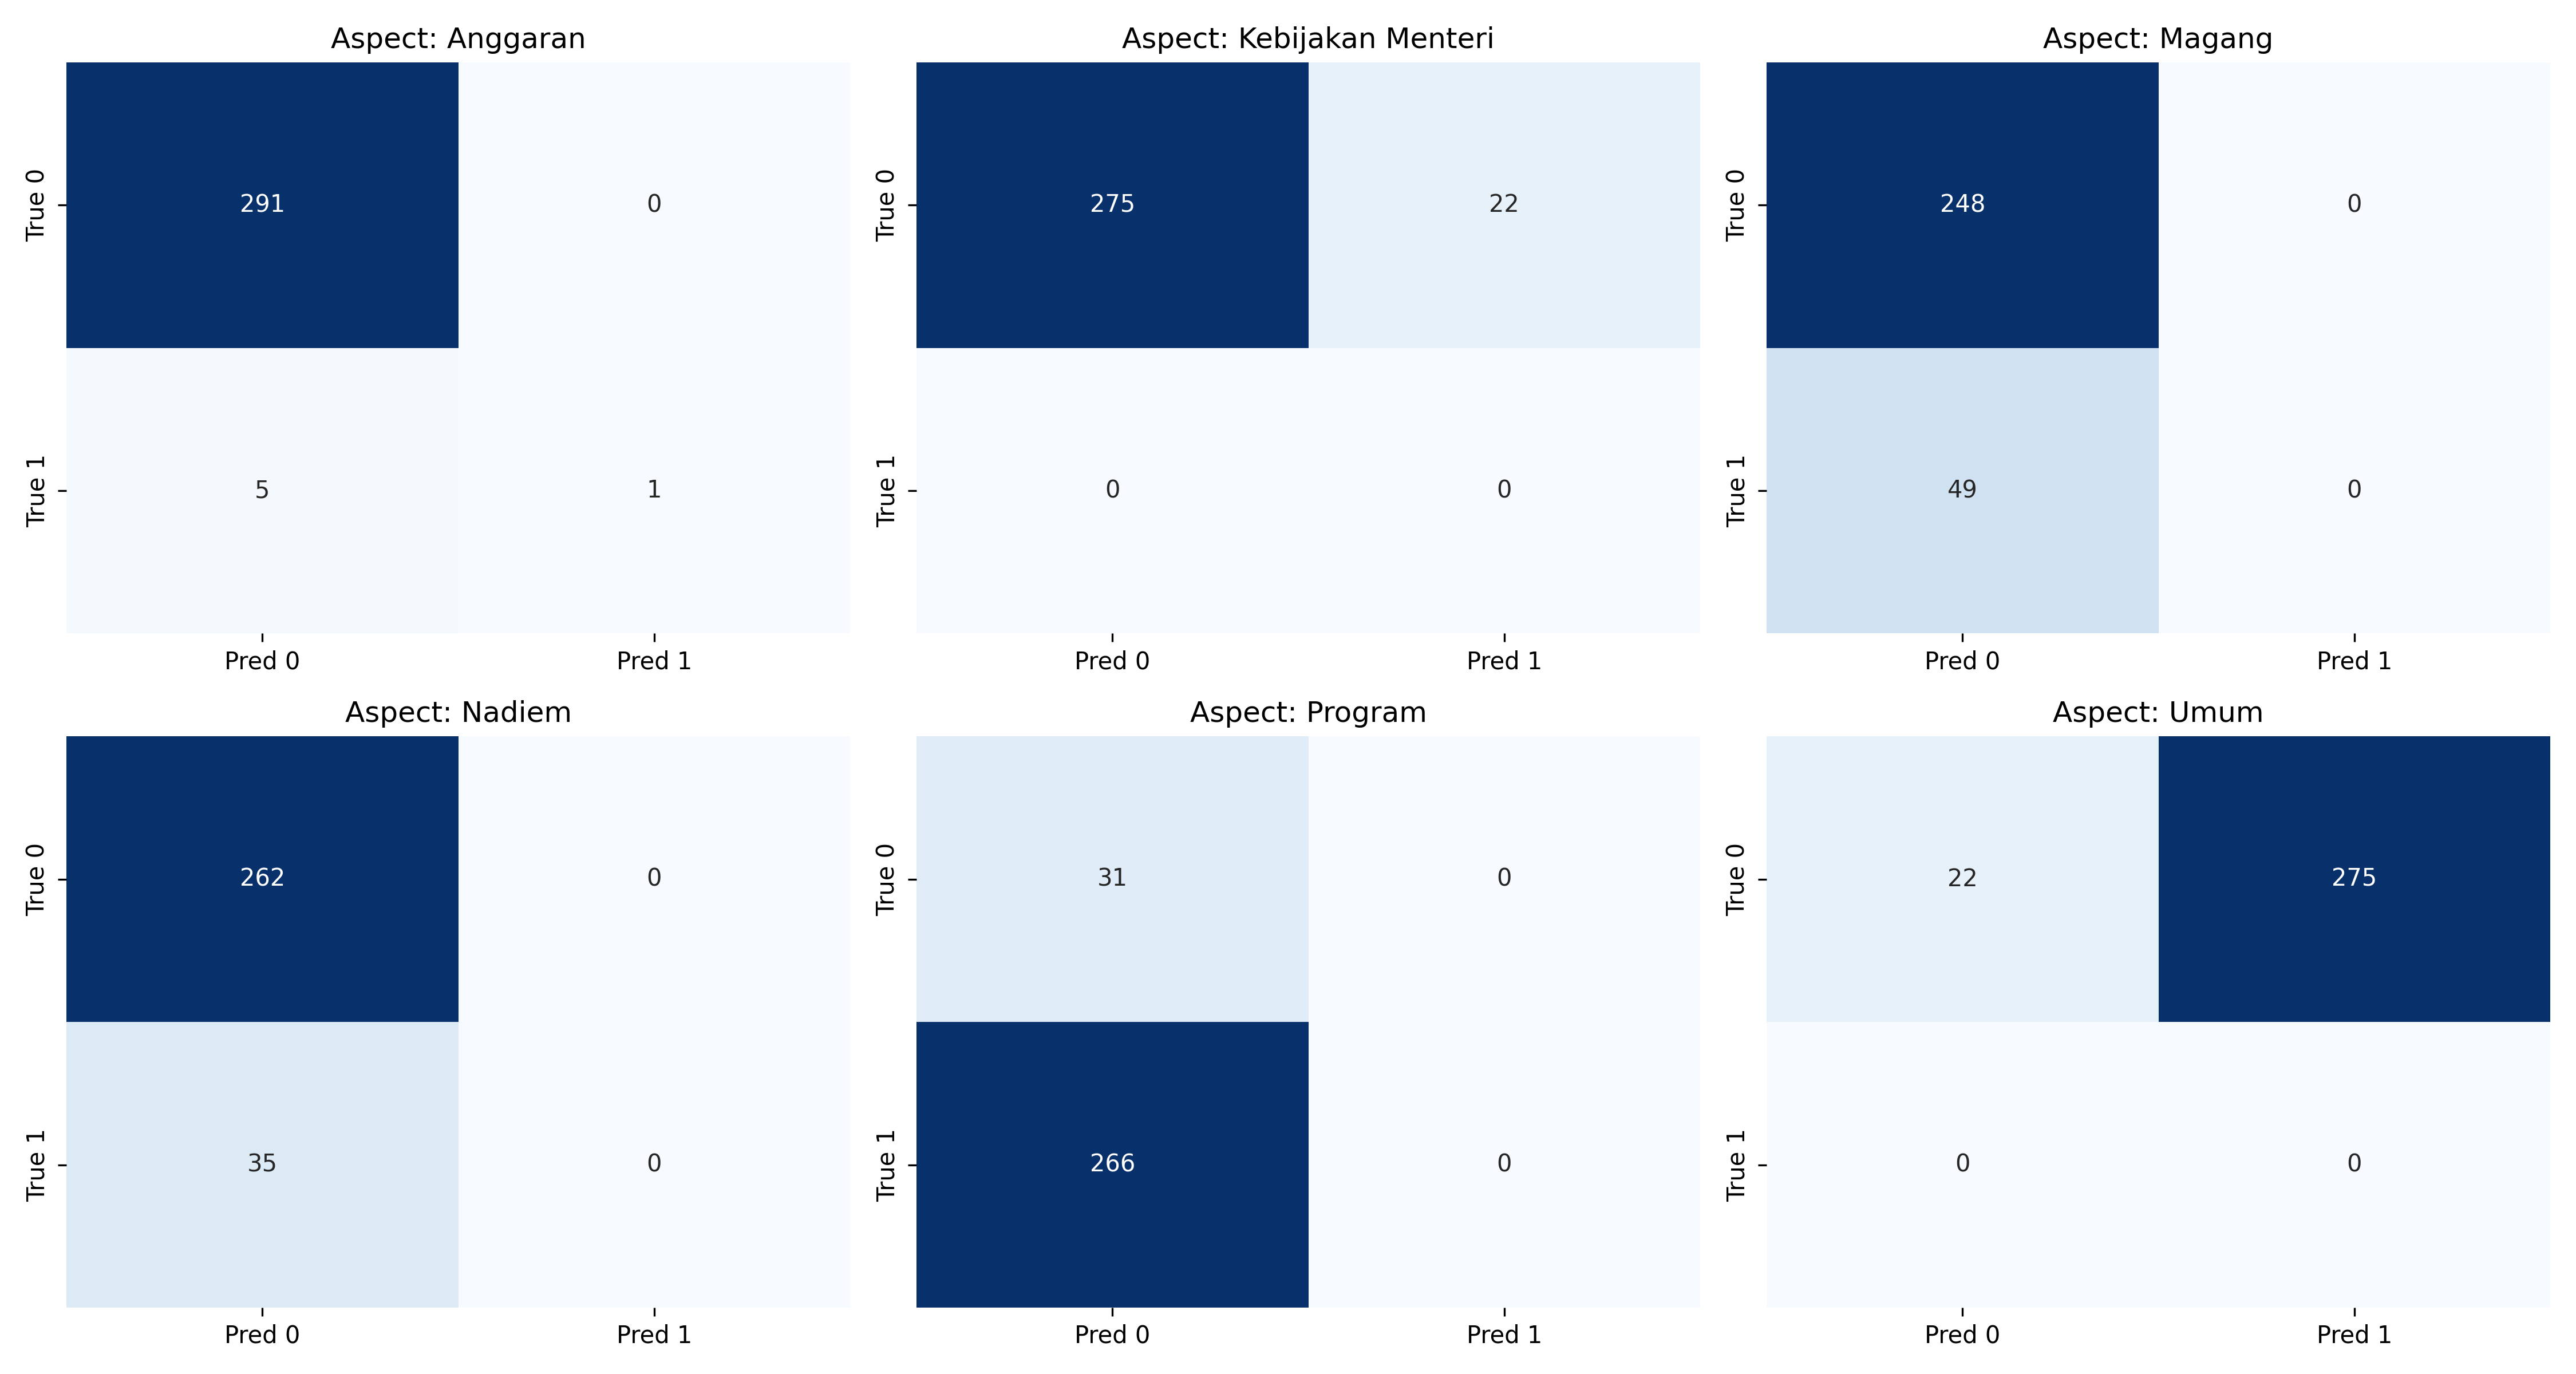 Aspect: Anggaran
True 0
291
0
True 1
5
1
Pred 0
Pred 1
Aspect: Kebijakan Menteri
True 0
275
22
True 1
0
0
Pred 0
Pred 1
Aspect: Magang
True 0
248
0
True 1
49
0
Pred 0
Pred 1
Aspect: Nadiem
True 0
262
0
True 1
35
0
Pred 0
Pred 1
Aspect: Program
True 0
31
0
True 1
266
0
Pred 0
Pred 1
Aspect: Umum
True 0
22
275
True 1
0
0
Pred 0
Pred 1